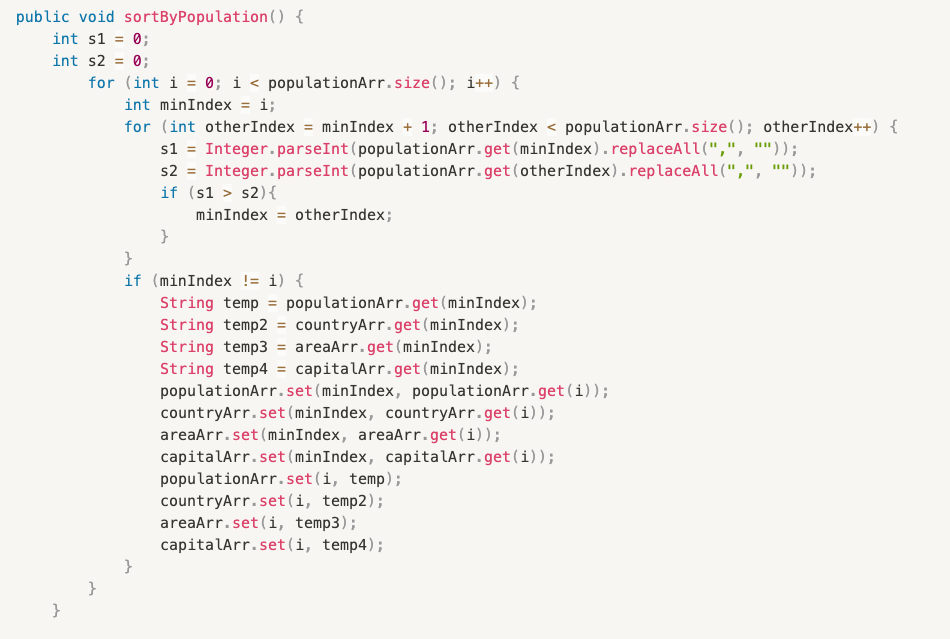 public void sortByPopulation() {
    int s1 = 0;
    int s2 = 0;
        for (int i = 0; i < populationArr.size(); i++) {
            int minIndex = i;
            for (int otherIndex = minIndex + 1; otherIndex < populationArr.size(); otherIndex++) {
                s1 = Integer.parseInt(populationArr.get(minIndex).replaceAll(",", ""));
                s2 = Integer.parseInt(populationArr.get(otherIndex).replaceAll(",", ""));
                if (s1 > s2){
                    minIndex = otherIndex;
                }
            }
            if (minIndex != i) {
                String temp = populationArr.get(minIndex);
                String temp2 = countryArr.get(minIndex);
                String temp3 = areaArr.get(minIndex);
                String temp4 = capitalArr.get(minIndex);
                populationArr.set(minIndex, populationArr.get(i));
                countryArr.set(minIndex, countryArr.get(i));
                areaArr.set(minIndex, areaArr.get(i));
                capitalArr.set(minIndex, capitalArr.get(i));
                populationArr.set(i, temp);
                countryArr.set(i, temp2);
                areaArr.set(i, temp3);
                capitalArr.set(i, temp4);
            }
        }
    }